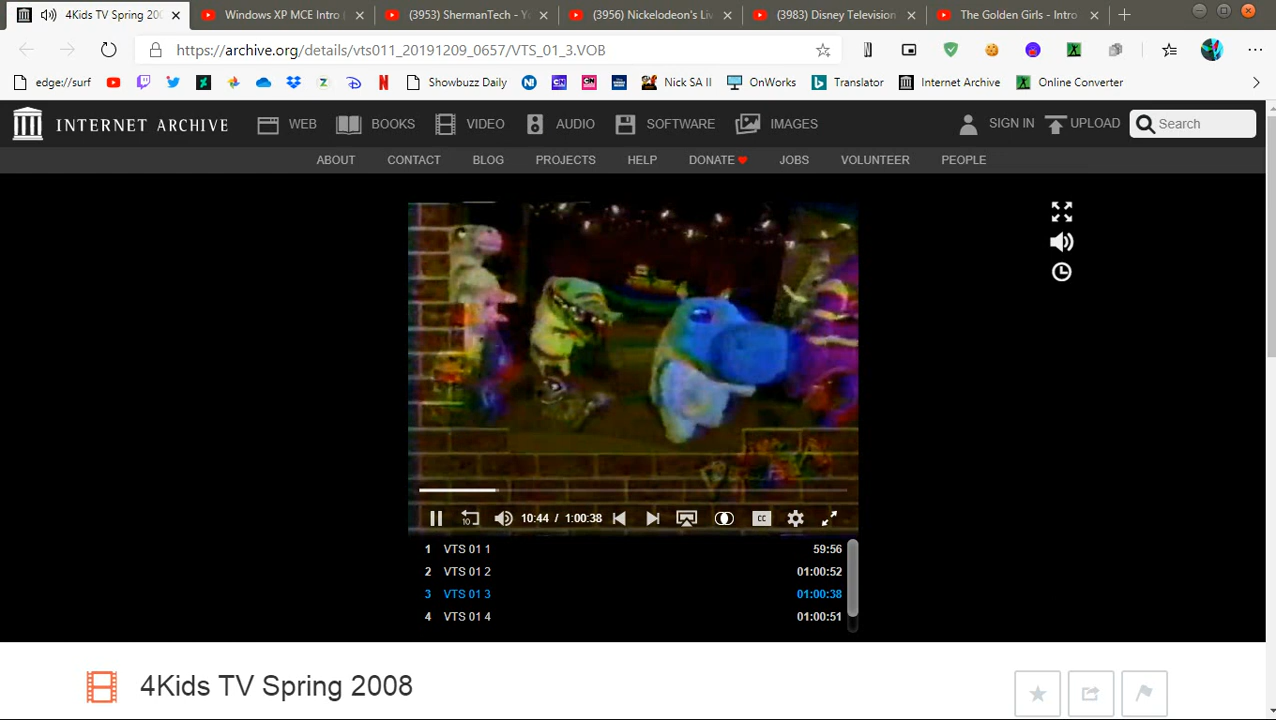 4Kids TV Spring 200
Windows XP MCE Intro (
(3953) ShermanTech - Yo
(3956) Nickelodeon's Liv
(3983) Disney Television
The Golden Girls - Intro
https://archive.org/details/vts011_20191209_0657/VTS_01_3.VOB
edge://surf
Showbuzz Daily
Nick SA II
OnWorks
Translator
Internet Archive
Online Converter
INTERNET ARCHIVE
WEB
BOOKS
VIDEO
AUDIO
SOFTWARE
IMAGES
SIGN IN
UPLOAD
Search
ABOUT
CONTACT
BLOG
PROJECTS
HELP
DONATE
JOBS
VOLUNTEER
PEOPLE
10
10:44 / 1:00:38
CC
1 VTS 01 1 59:56
2 VTS 01 2 01:00:52
3 VTS 01 3 01:00:38
4 VTS 01 4 01:00:51
4Kids TV Spring 2008